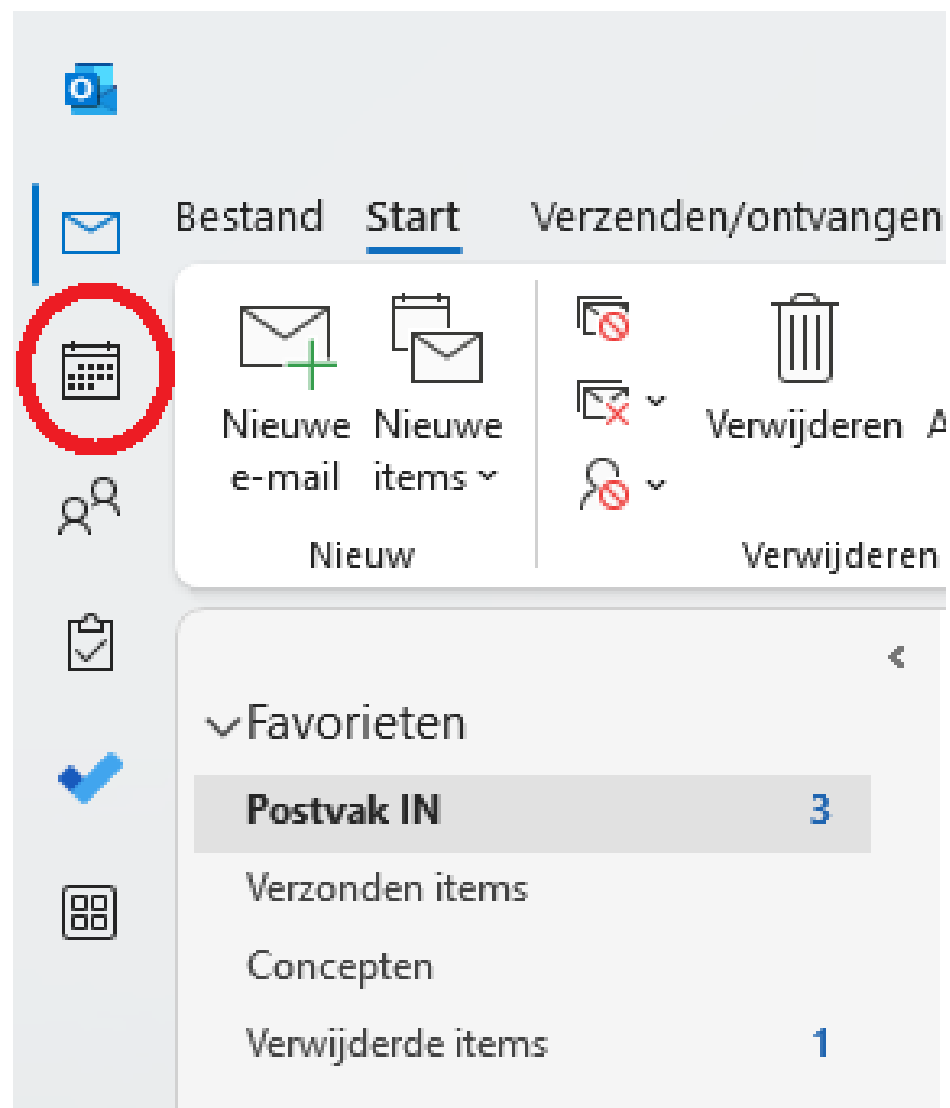 Bestand Start Verzenden/ontvangen
Nieuwe e-mail
Nieuwe items
Verwijderen
Nieuw
Verwijderen
Favorieten
Postvak IN 3
Verzonden items
Concepten
Verwijderde items 1